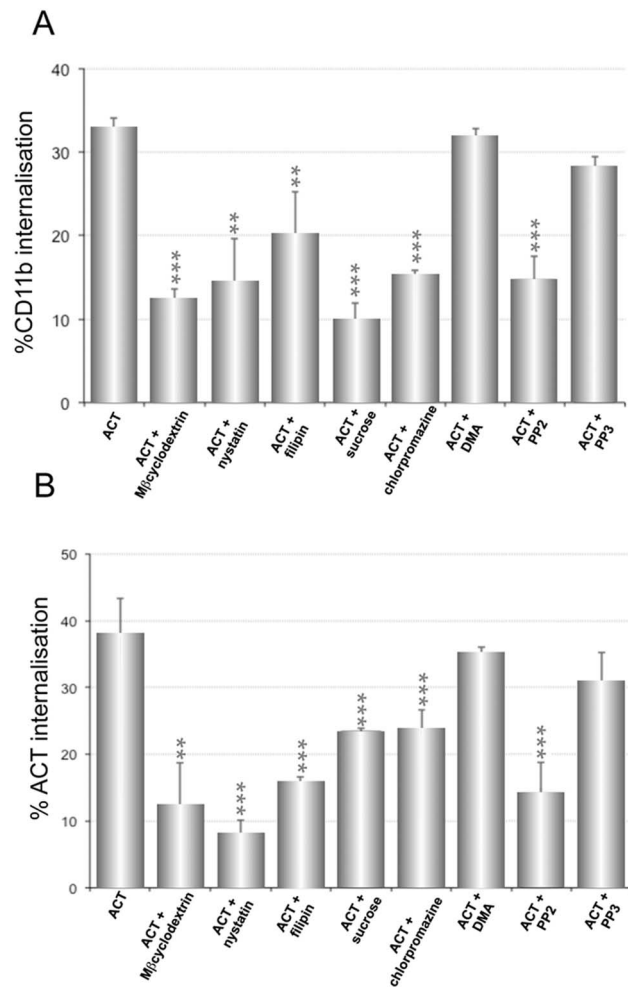 A
40
30
20
10
0
%CD11b internalisation
***
**
**
***
***
***
ACT
ACT +
Mβcyclodextrin
ACT +
nystatin
ACT +
filipin
ACT +
sucrose
ACT +
chlorpromazine
ACT +
DMA
ACT +
PP2
ACT +
PP3
B
50
40
30
20
10
0
% ACT internalisation
**
***
***
***
***
***
ACT
ACT +
Mβcyclodextrin
ACT +
nystatin
ACT +
filipin
ACT +
sucrose
ACT +
chlorpromazine
ACT +
DMA
ACT +
PP2
ACT +
PP3